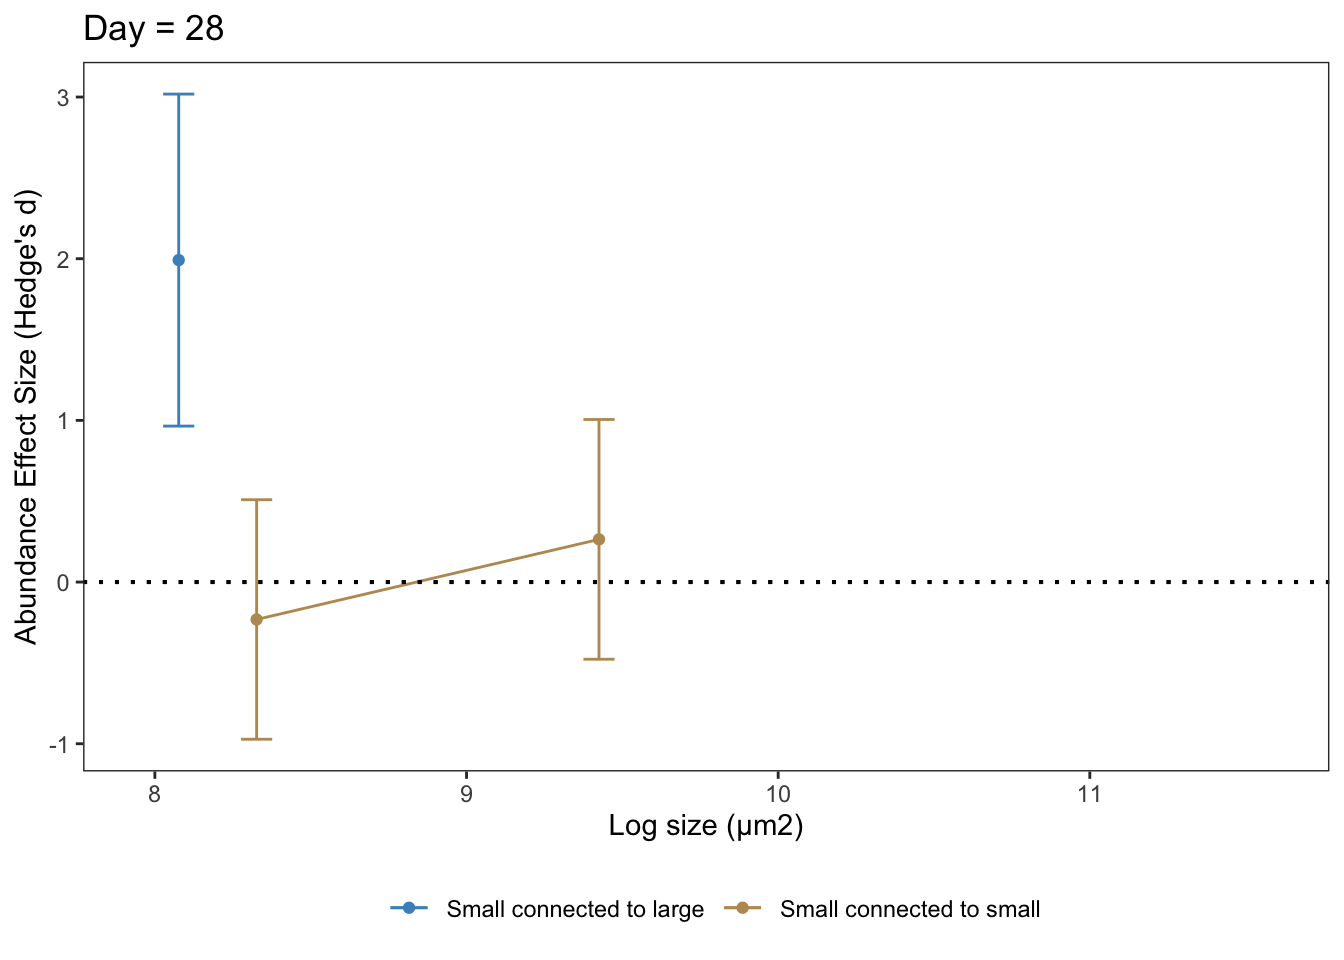 Day = 28
Abundance Effect Size (Hedge's d)
3
2
1
0
-1
8 9 10 11
Log size (μm2)
Small connected to large Small connected to small